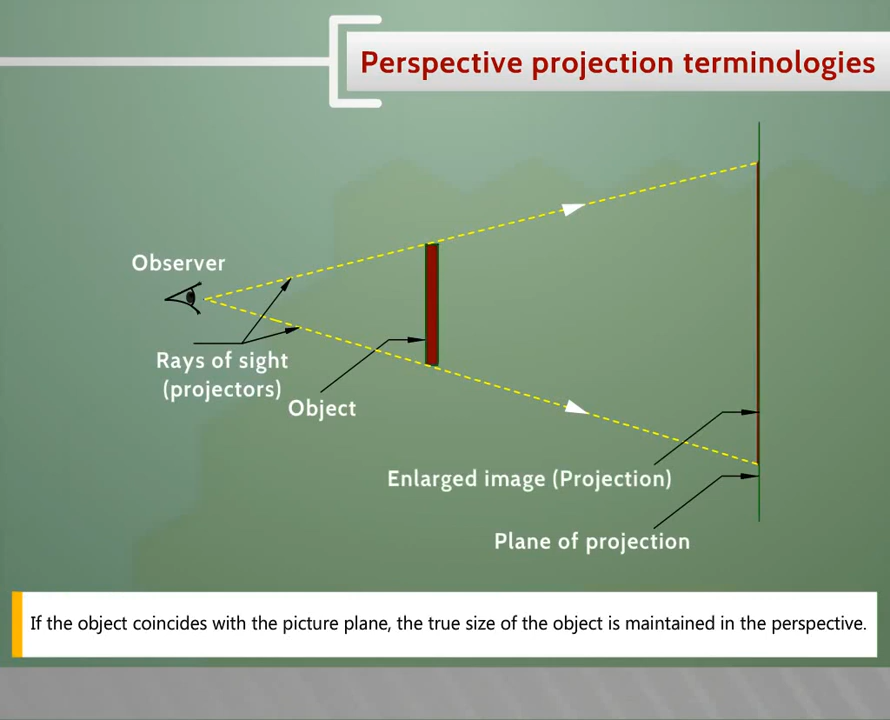 Perspective projection terminologies
Observer
Rays of sight
(projectors)
Object
Enlarged image (Projection)
Plane of projection
If the object coincides with the picture plane, the true size of the object is maintained in the perspective.